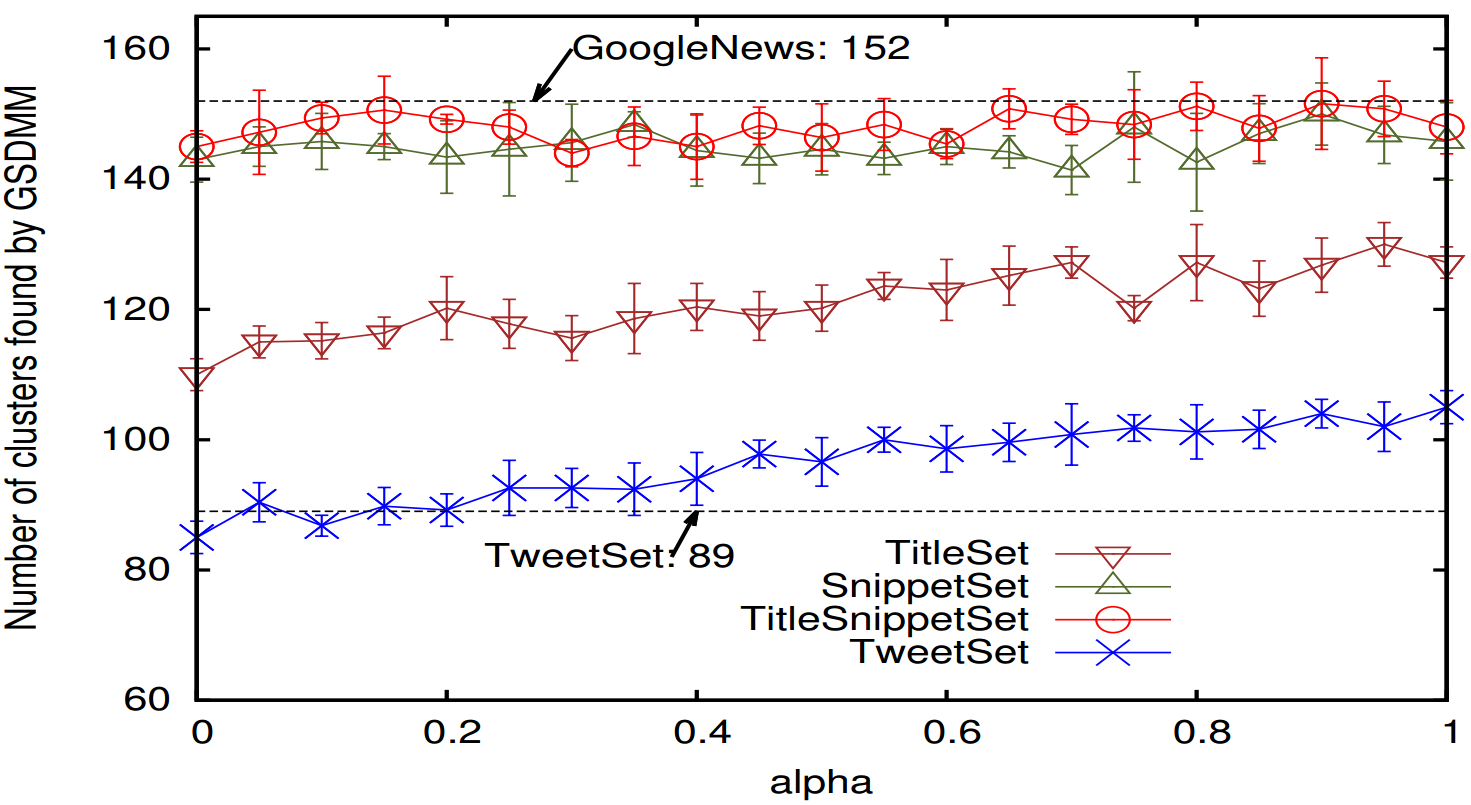 Number of clusters found by GSDMM
160
140
120
100
80
60
GoogleNews: 152
TweetSet: 89
TitleSet
SnippetSet
TitleSnippetSet
TweetSet
0 0.2 0.4 0.6 0.8 1
alpha